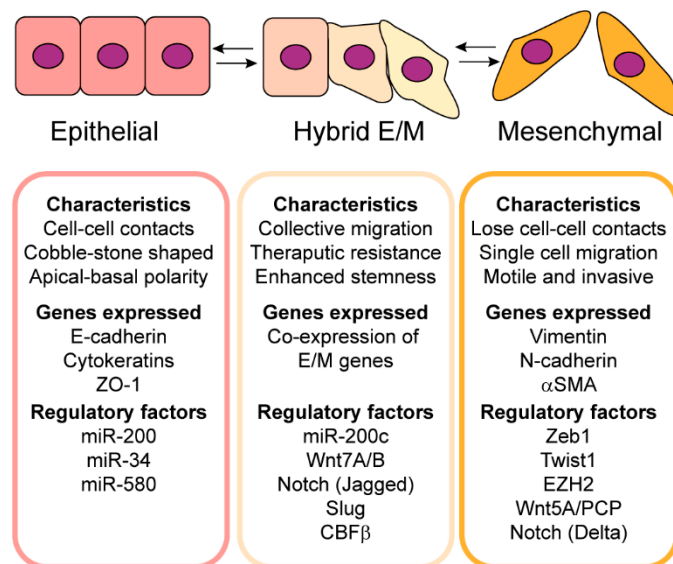 Epithelial
Hybrid E/M
Mesenchymal
Characteristics
Cell-cell contacts
Cobble-stone shaped
Apical-basal polarity
Genes expressed
E-cadherin
Cytokeratins
ZO-1
Regulatory factors
miR-200
miR-34
miR-580
Characteristics
Collective migration
Theraputic resistance
Enhanced stemness
Genes expressed
Co-expression of
E/M genes
Regulatory factors
miR-200c
Wnt7A/B
Notch (Jagged)
Slug
CBFβ
Characteristics
Lose cell-cell contacts
Single cell migration
Motile and invasive
Genes expressed
Vimentin
N-cadherin
αSMA
Regulatory factors
Zeb1
Twist1
EZH2
Wnt5A/PCP
Notch (Delta)